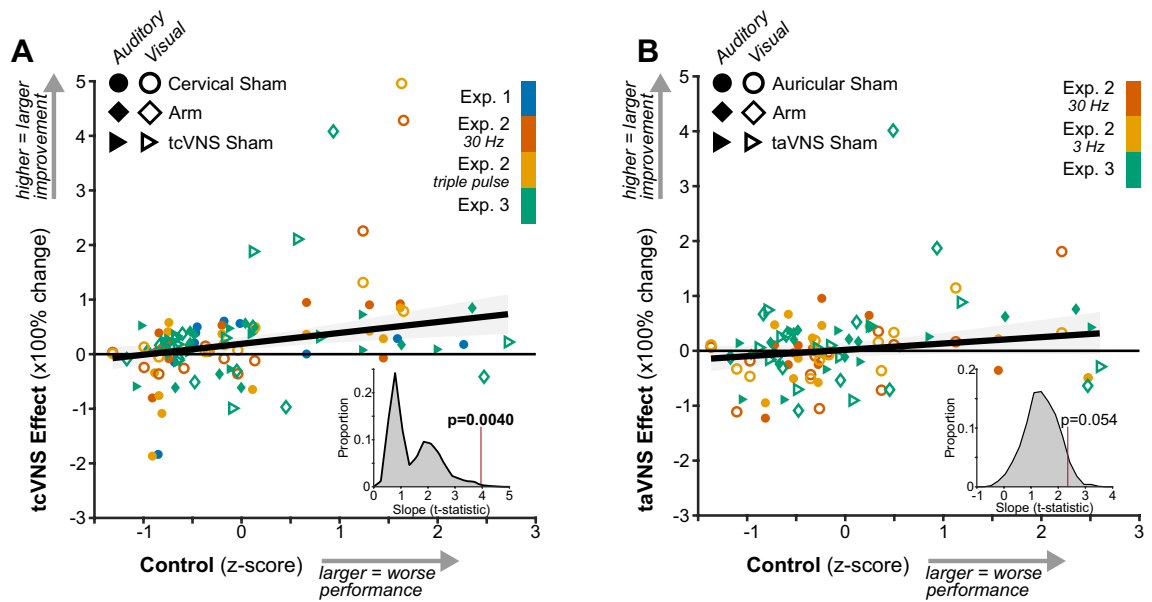 A
Auditory
Visual
Cervical Sham
Arm
tcVNS Sham
Exp. 1
Exp. 2
30 Hz
Exp. 2
triple pulse
Exp. 3
higher = larger
improvement
tcVNS Effect (x100% change)
5
4
3
2
1
0
-1
-2
-3
-1
0
1
2
3
Control (z-score)
larger = worse
performance
Proportion
0.2
0.1
0
p=0.0040
0
1
2
3
4
5
Slope (t-statistic)
B
Auditory
Visual
Auricular Sham
Arm
taVNS Sham
Exp. 2
30 Hz
Exp. 2
3 Hz
Exp. 3
higher = larger
improvement
taVNS Effect (x100% change)
5
4
3
2
1
0
-1
-2
-3
-1
0
1
2
3
Control (z-score)
larger = worse
performance
Proportion
0.2
0.1
0
p=0.054
-1
0
1
2
3
4
Slope (t-statistic)